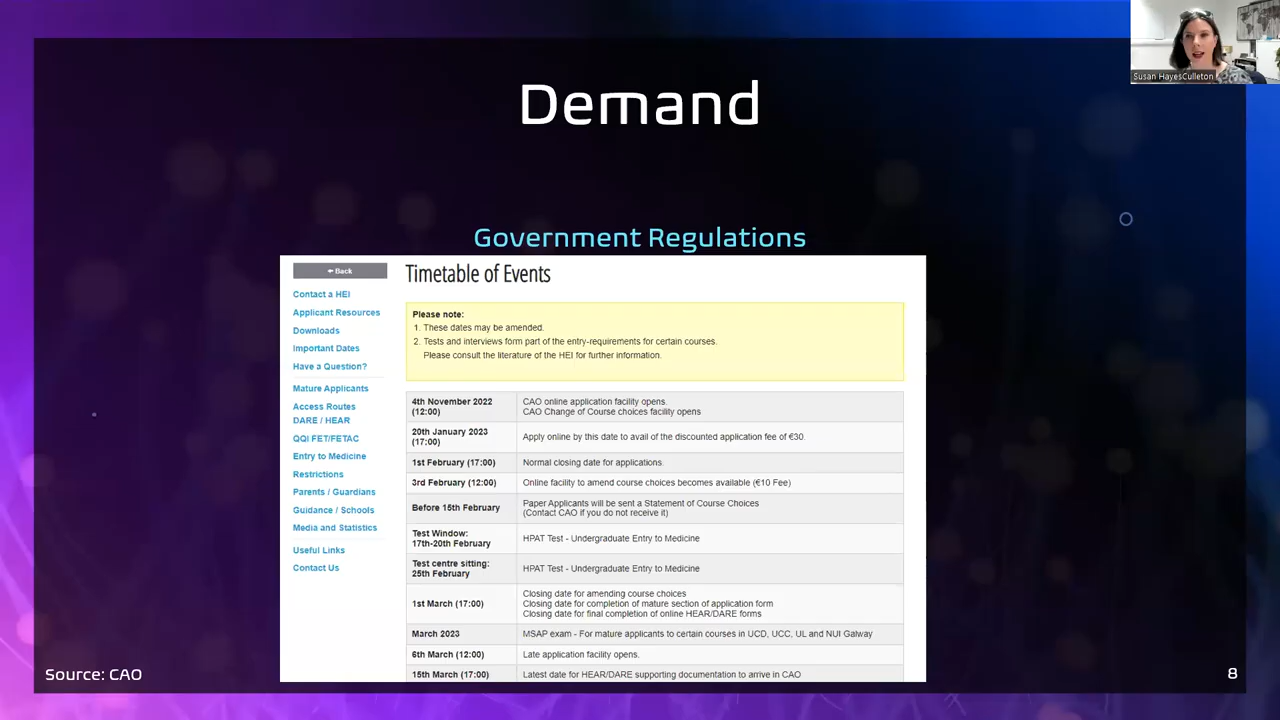 Susan HayesCulleton
Demand
Government Regulations
Back
Contact a HEI
Applicant Resources
Downloads
Important Dates
Have a Question?
Mature Applicants
Access Routes
DARE / HEAR
QQI FET/FETAC
Entry to Medicine
Restrictions
Parents / Guardians
Guidance / Schools
Media and Statistics
Useful Links
Contact Us
Timetable of Events
Please note:
1. These dates may be amended.
2. Tests and interviews form part of the entry-requirements for certain courses.
Please consult the literature of the HEI for further information.
4th November 2022 (12:00) CAO online application facility opens.
CAO Change of Course choices facility opens
20th January 2023 (17:00) Apply online by this date to avail of the discounted application fee of €30.
1st February (17:00) Normal closing date for applications.
3rd February (12:00) Online facility to amend course choices becomes available (€10 Fee)
Before 15th February Paper Applicants will be sent a Statement of Course Choices
(Contact CAO if you do not receive it)
Test Window: 17th-20th February HPAT Test - Undergraduate Entry to Medicine
Test centre sitting: 25th February HPAT Test - Undergraduate Entry to Medicine
1st March (17:00) Closing date for amending course choices
Closing date for completion of mature section of application form
Closing date for final completion of online HEAR/DARE forms
March 2023 MSAP exam - For mature applicants to certain courses in UCD, UCC, UL and NUI Galway
6th March (12:00) Late application facility opens.
15th March (17:00) Latest date for HEAR/DARE supporting documentation to arrive in CAO
Source: CAO
8